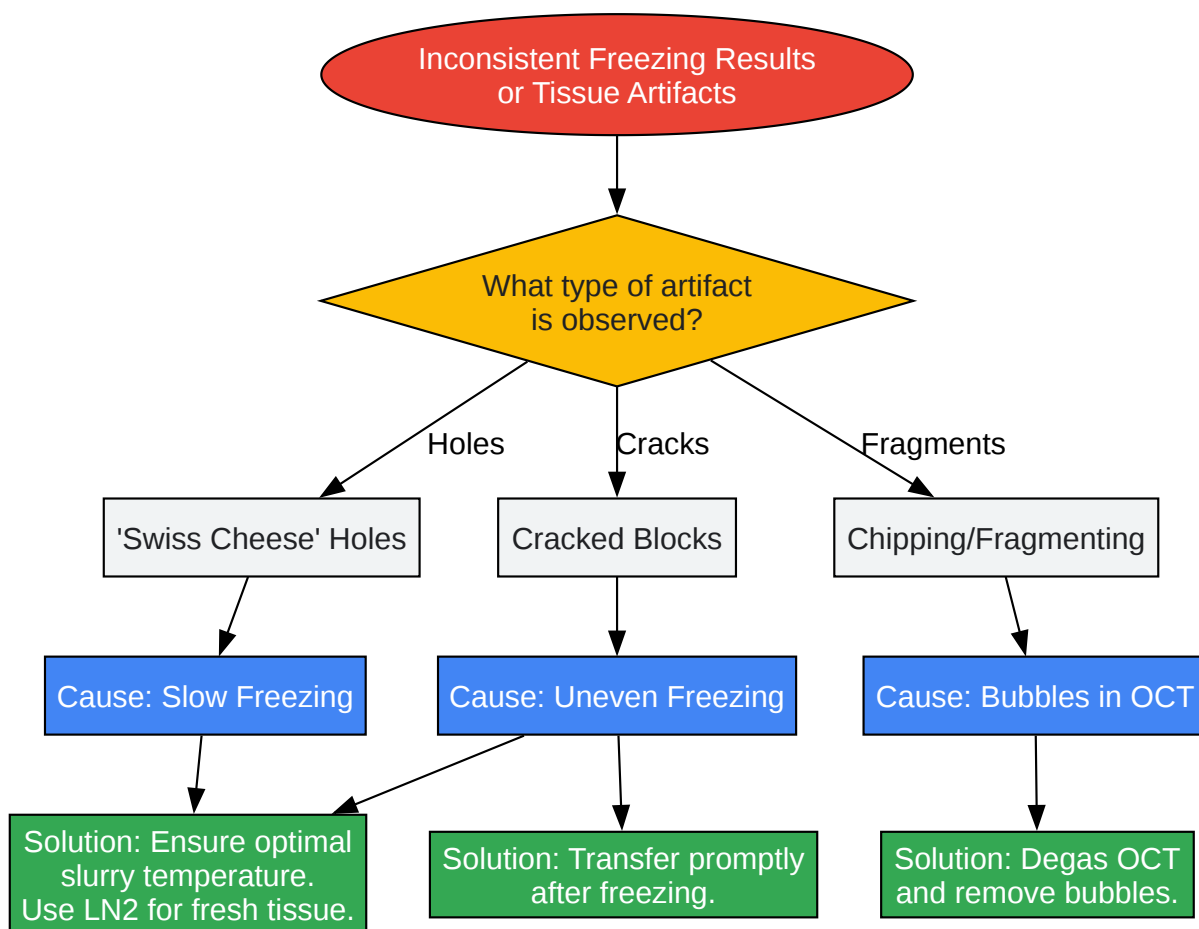 Inconsistent Freezing Results
or Tissue Artifacts
What type of artifact
is observed?
Holes
Cracks
Fragments
'Swiss Cheese' Holes
Cracked Blocks
Chipping/Fragmenting
Cause: Slow Freezing
Cause: Uneven Freezing
Cause: Bubbles in OCT
Solution: Ensure optimal
slurry temperature.
Use LN2 for fresh tissue.
Solution: Transfer promptly
after freezing.
Solution: Degas OCT
and remove bubbles.